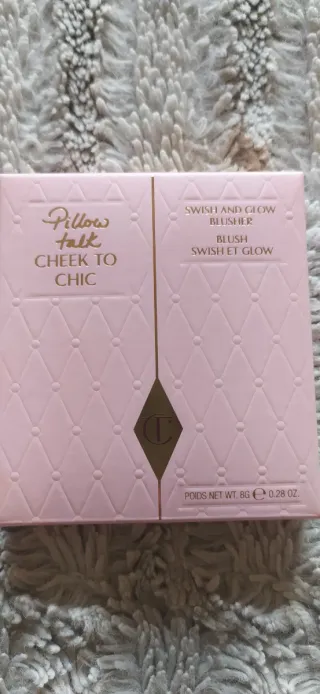 Pillow
talk
CHEEK TO
CHIC
SWISH AND GLOW
BLUSHER
BLUSH
SWISH ET GLOW
CT
POIDS NET WT. 8G ℮ 0.28 OZ.